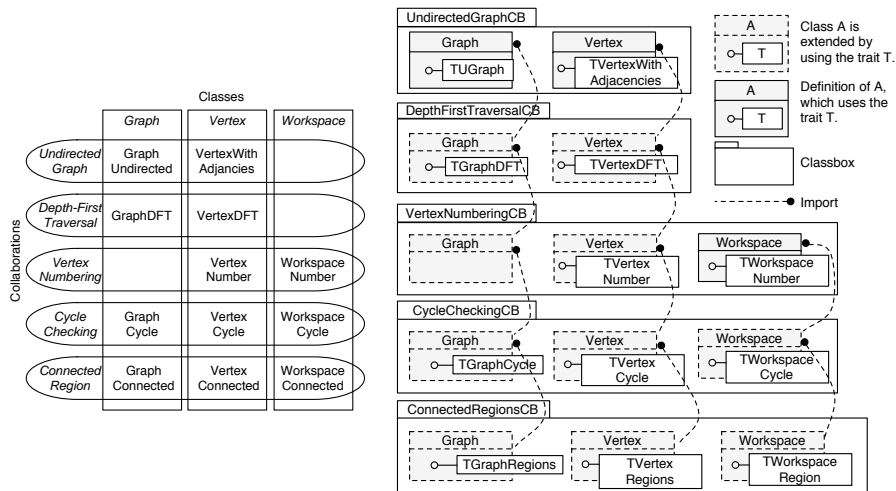 Classes
Graph Vertex Workspace
Undirected
Graph
Graph
Undirected
VertexWith
Adjancies
Depth-First
Traversal
GraphDFT
VertexDFT
Vertex
Numbering
Vertex
Number
Workspace
Number
Cycle
Checking
Graph
Cycle
Vertex
Cycle
Workspace
Cycle
Connected
Region
Graph
Connected
Vertex
Connected
Workspace
Connected
Collaborations
UndirectedGraphCB
Graph
TUGraph
Vertex
TVertexWith
Adjacencies
DepthFirstTraversalCB
Graph
TGraphDFT
Vertex
TVertexDFT
VertexNumberingCB
Graph
Vertex
TVertex
Number
Workspace
TWorkspace
Number
CycleCheckingCB
Graph
TGraphCycle
Vertex
TVertex
Cycle
Workspace
TWorkspace
Cycle
ConnectedRegionsCB
Graph
TGraphRegions
Vertex
TVertex
Regions
Workspace
TWorkspace
Region
A
T
Class A is
extended by
using the trait T.
A
T
Definition of A,
which uses the
trait T.
Classbox
Import